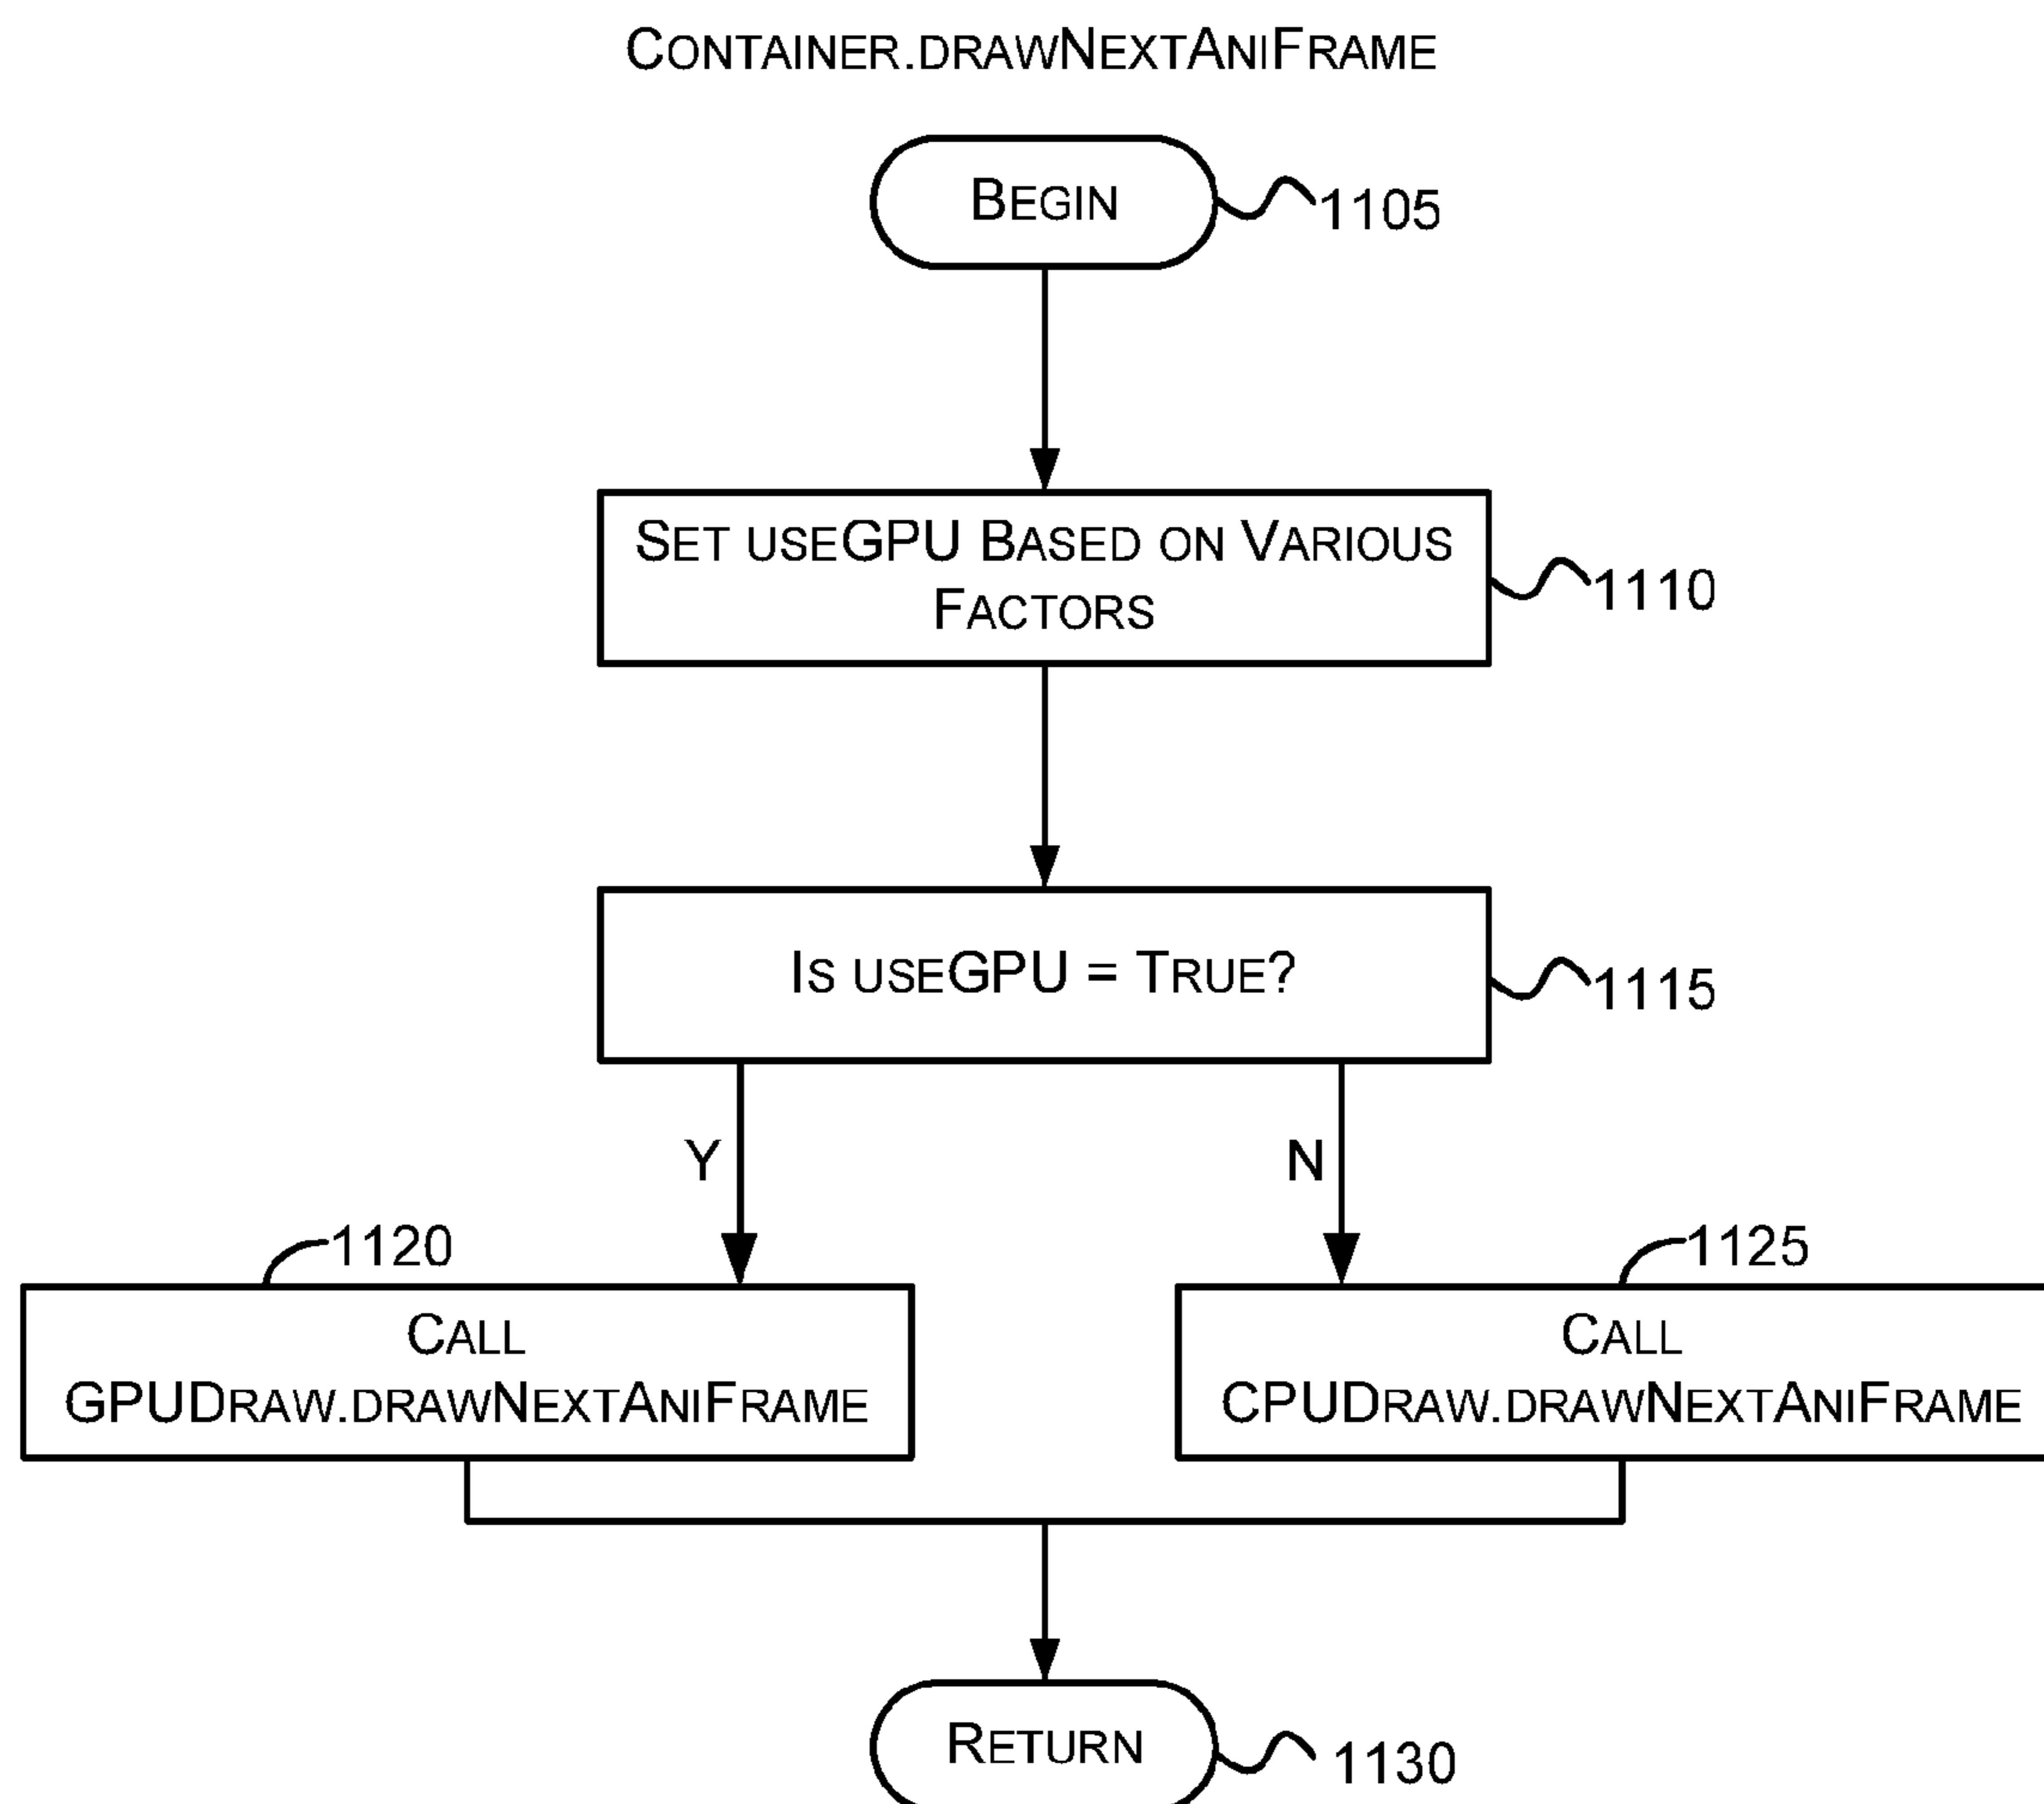 CONTAINER.DRAWNEXTANIFRAME
BEGIN
1105
SET USEGPU BASED ON VARIOUS
FACTORS
1110
IS USEGPU = TRUE?
1115
Y
N
1120
1125
CALL
GPUDRAW.DRAWNEXTANIFRAME
CALL
CPUDRAW.DRAWNEXTANIFRAME
RETURN
1130